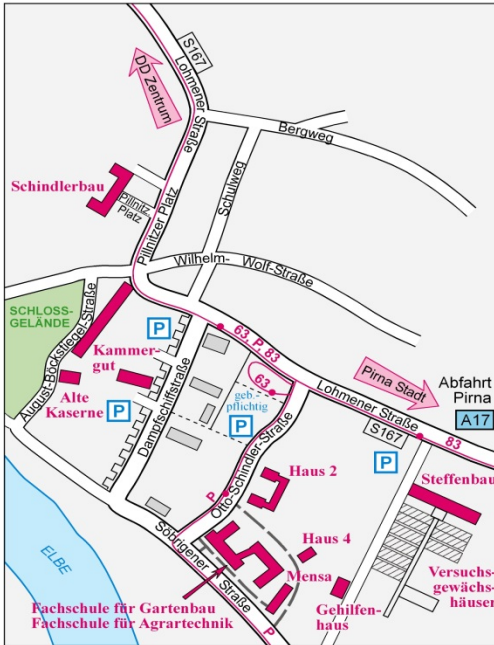 S167
Lohmener
Straße
DD Zentrum
Bergweg
Schindlerbau
Pillnitz.
Platz
Pillnitzer Platz
Schulweg
Wilhelm- Wolf-Straße
SCHLOSS-
GELÄNDE
August-Böckstiegel-Straße
P
63, P, 83
Kammer-
gut
Alte
Kaserne
P
Dampfschiffstraße
63
geb.-
pflichtig
P
Pirna Stadt
Lohmener Straße
Abfahrt
Pirna
A17
S167
83
P
Steffenbau
Otto-Schindler-Straße
P
Haus 2
Haus 4
Mensa
Söbrigener Straße
ELBE
Versuchs-
gewächs-
häuser
Gehilfen-
haus
Fachschule für Gartenbau
Fachschule für Agrartechnik
P